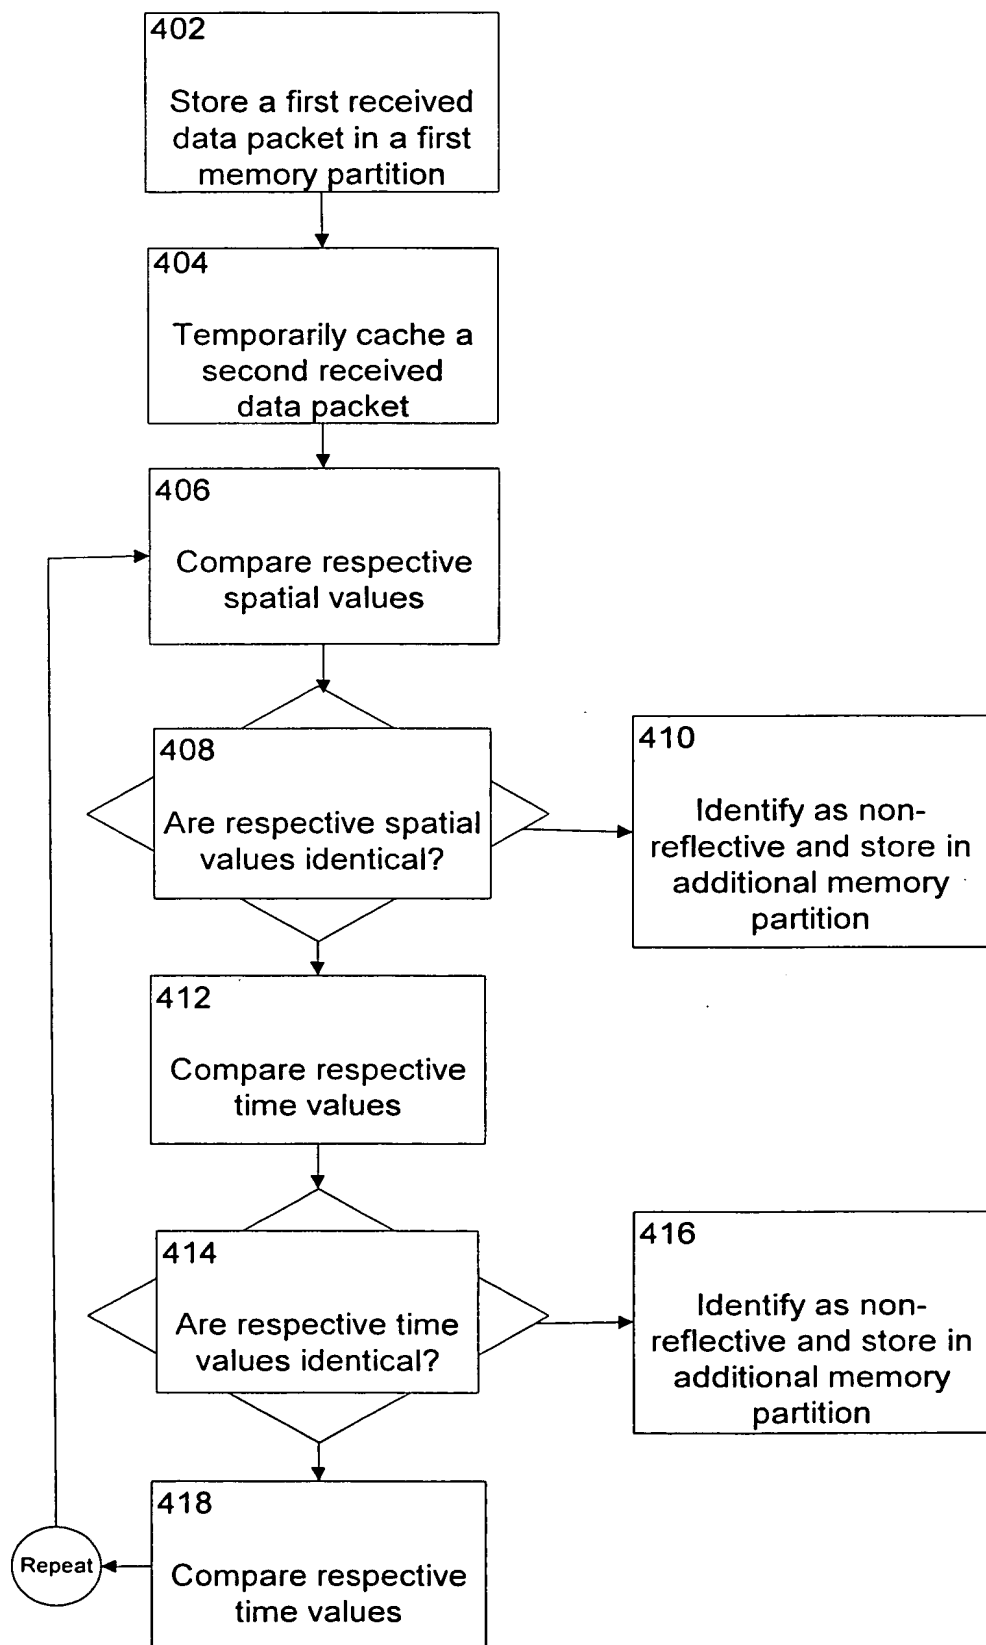 402
Store a first received
data packet in a first
memory partition
404
Temporarily cache a
second received
data packet
406
Compare respective
spatial values
408
Are respective spatial
values identical?
410
Identify as non-
reflective and store in
additional memory
partition
412
Compare respective
time values
414
Are respective time
values identical?
416
Identify as non-
reflective and store in
additional memory
partition
418
Compare respective
time values
Repeat